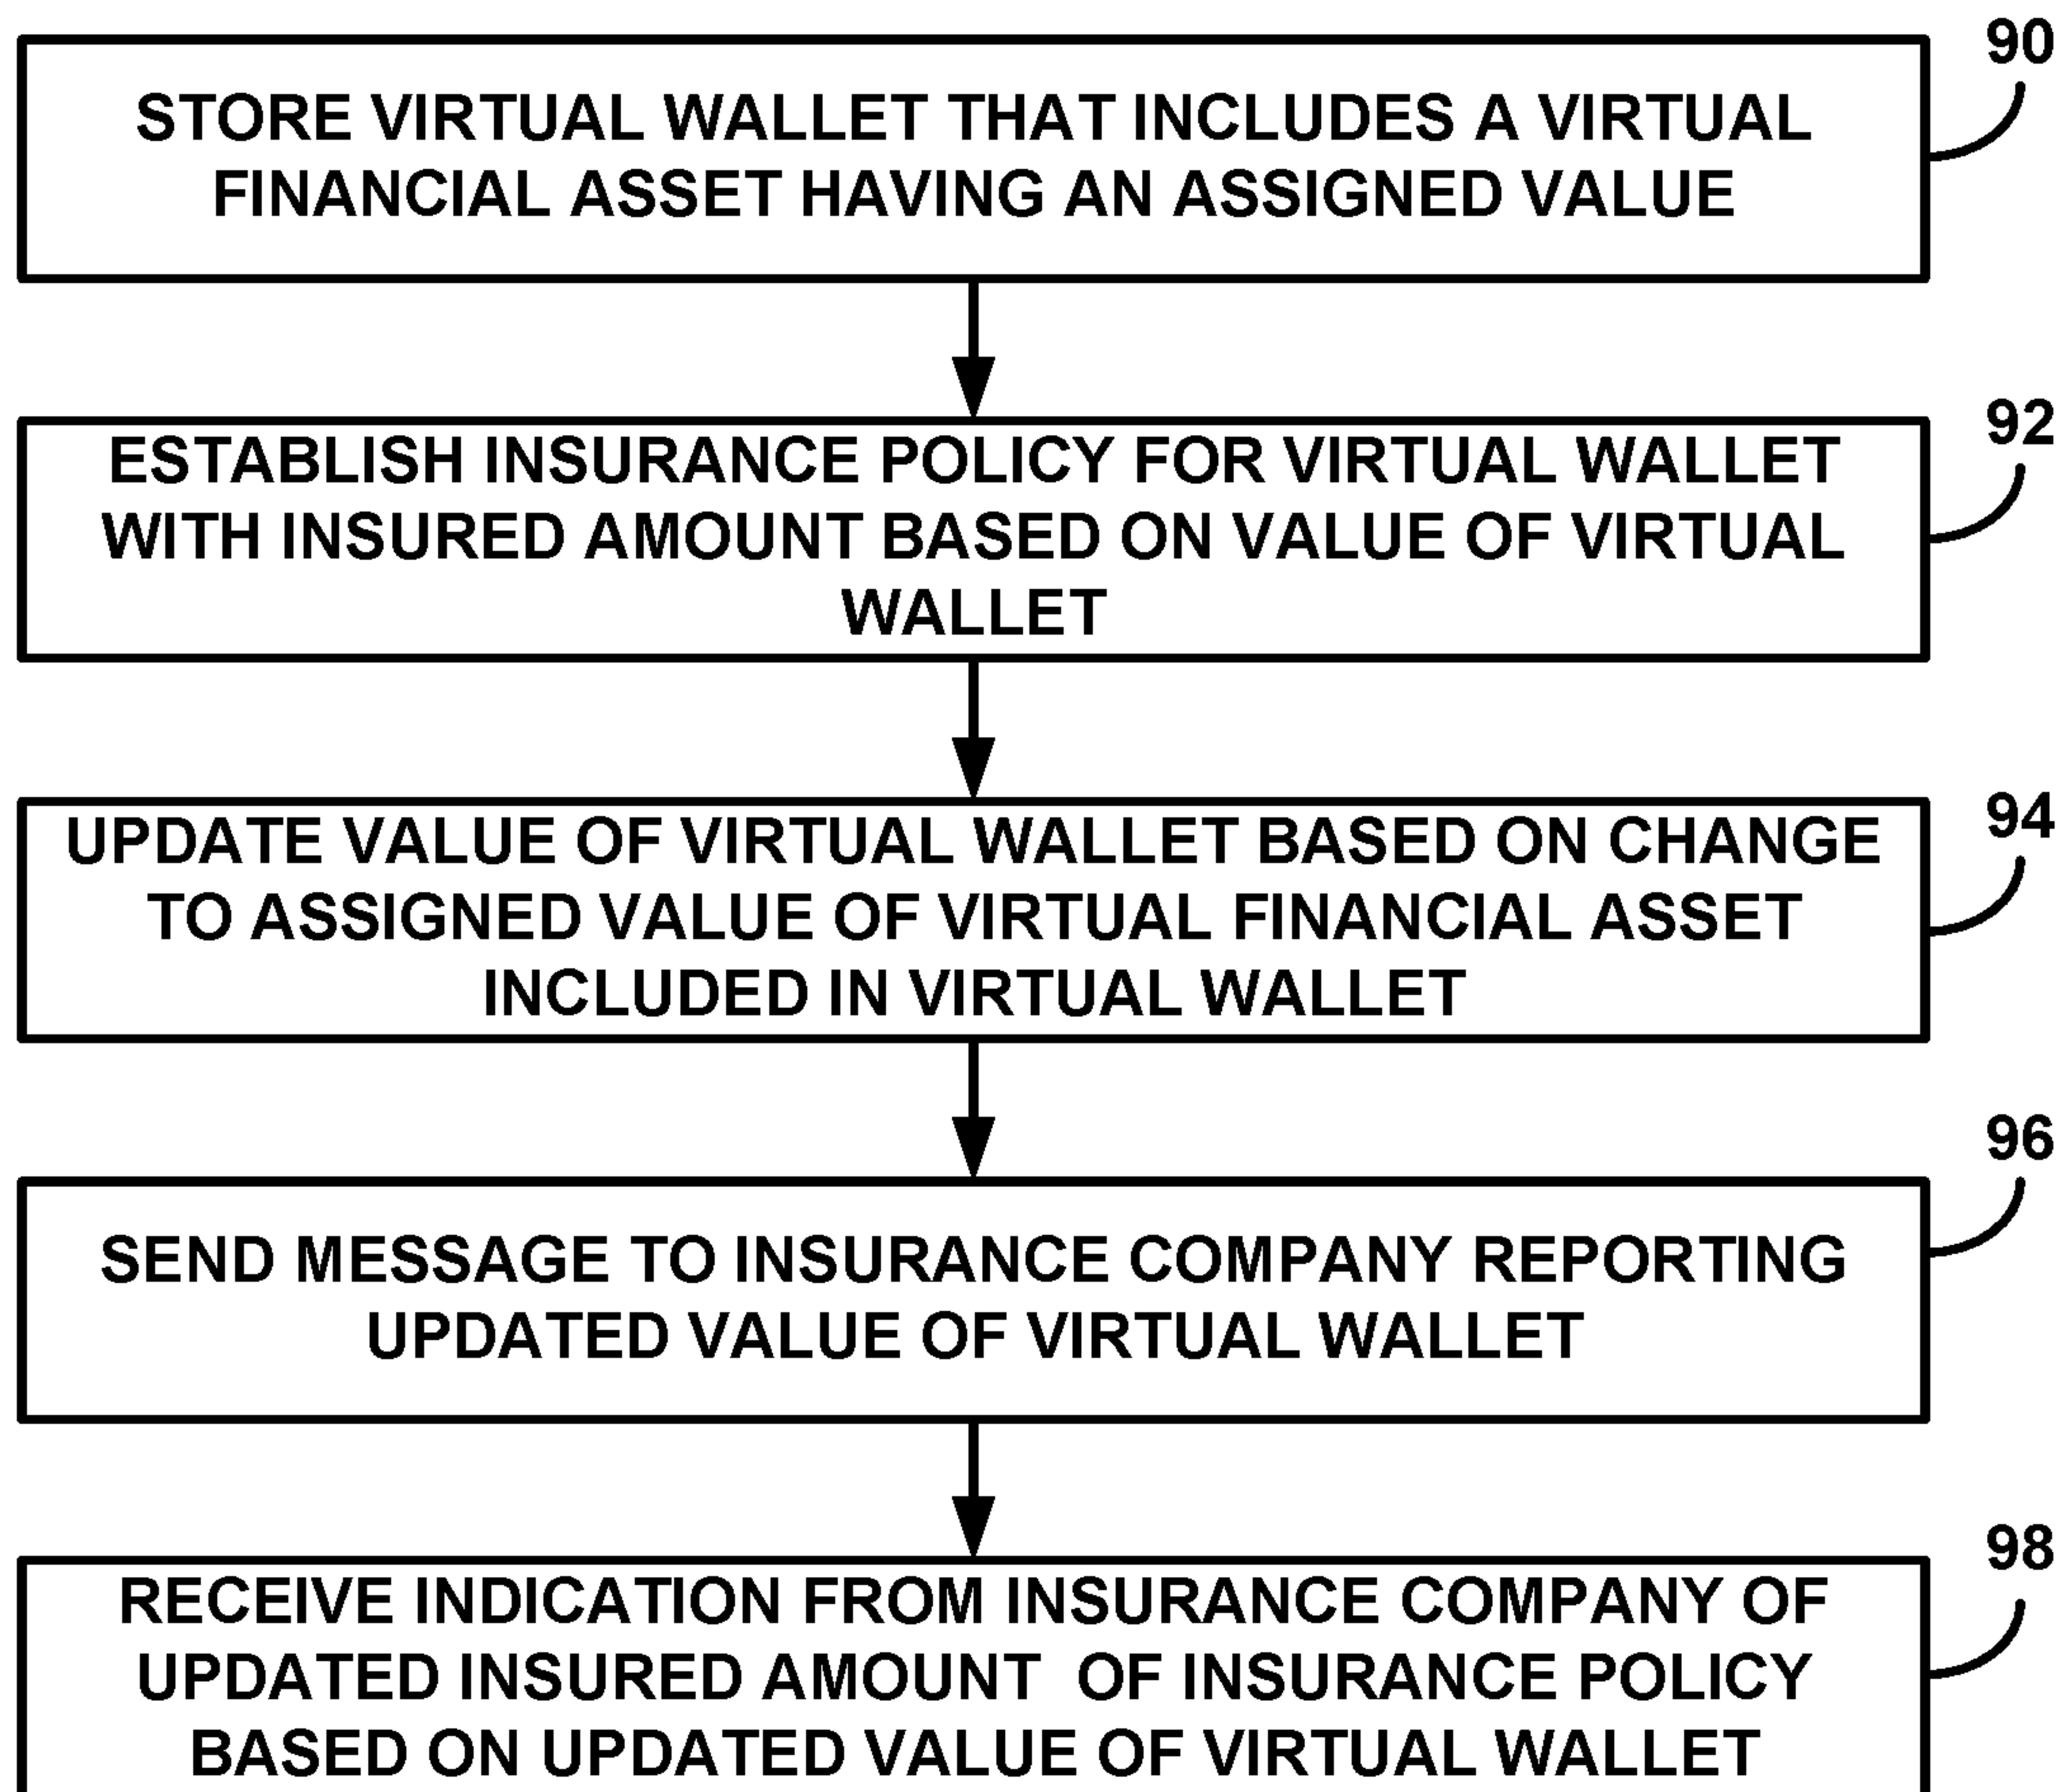 90
STORE VIRTUAL WALLET THAT INCLUDES A VIRTUAL
FINANCIAL ASSET HAVING AN ASSIGNED VALUE
92
ESTABLISH INSURANCE POLICY FOR VIRTUAL WALLET
WITH INSURED AMOUNT BASED ON VALUE OF VIRTUAL
WALLET
94
UPDATE VALUE OF VIRTUAL WALLET BASED ON CHANGE
TO ASSIGNED VALUE OF VIRTUAL FINANCIAL ASSET
INCLUDED IN VIRTUAL WALLET
96
SEND MESSAGE TO INSURANCE COMPANY REPORTING
UPDATED VALUE OF VIRTUAL WALLET
98
RECEIVE INDICATION FROM INSURANCE COMPANY OF
UPDATED INSURED AMOUNT OF INSURANCE POLICY
BASED ON UPDATED VALUE OF VIRTUAL WALLET